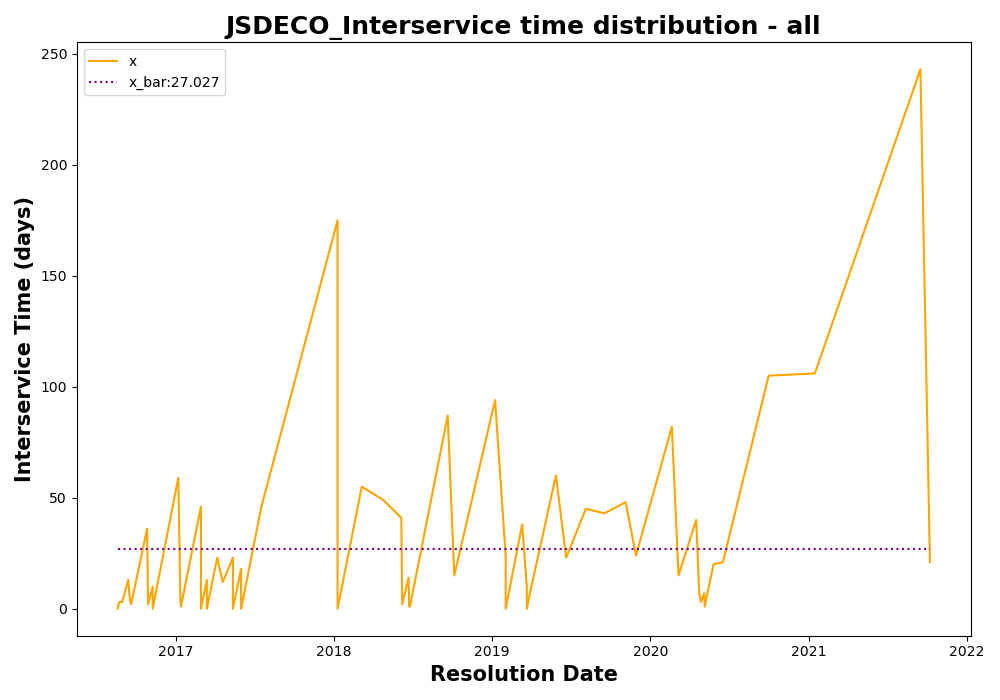 JSDECO_Interservice time distribution - all
x
x_bar:27.027
Interservice Time (days)
250
200
150
100
50
0
2017 2018 2019 2020 2021 2022
Resolution Date